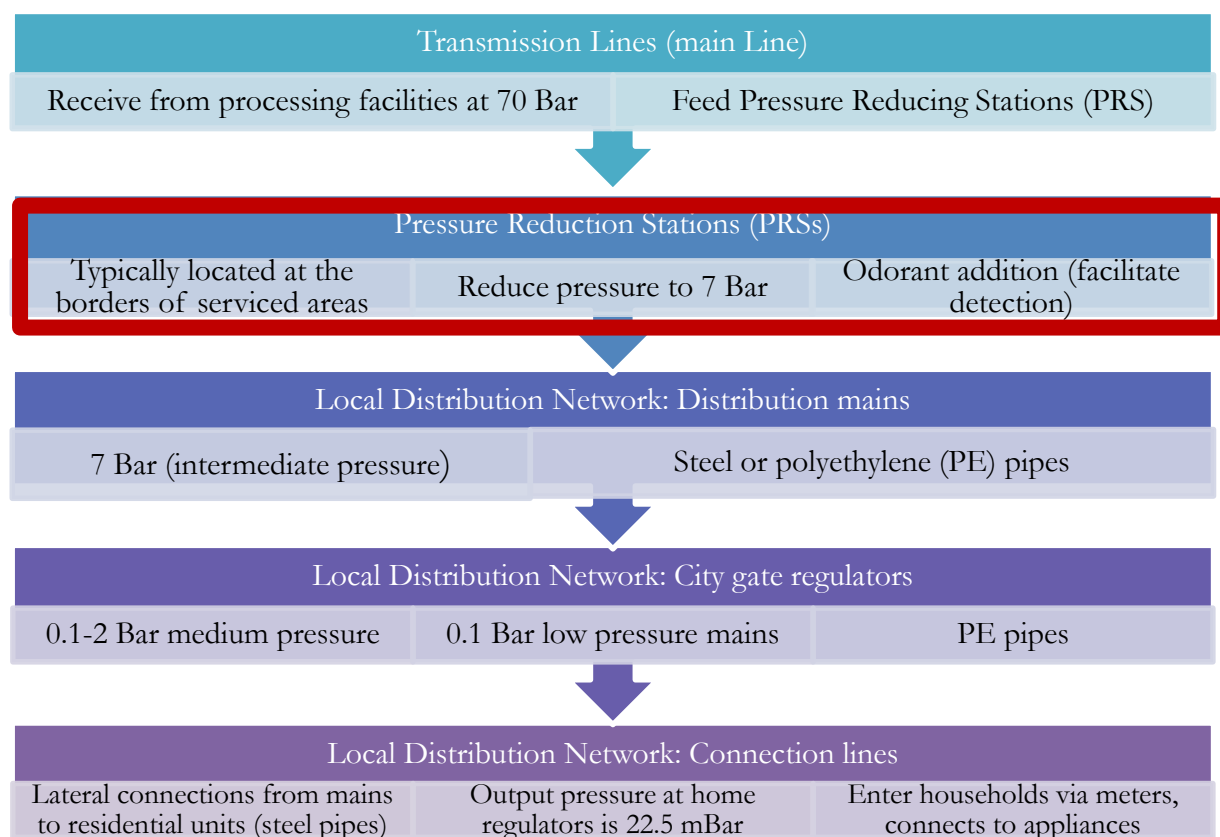 Transmission Lines (main Line)
Receive from processing facilities at 70 Bar
Feed Pressure Reducing Stations (PRS)
Pressure Reduction Stations (PRSs)
Typically located at the
borders of serviced areas
Reduce pressure to 7 Bar
Odorant addition (facilitate
detection)
Local Distribution Network: Distribution mains
7 Bar (intermediate pressure)
Steel or polyethylene (PE) pipes
Local Distribution Network: City gate regulators
0.1-2 Bar medium pressure
0.1 Bar low pressure mains
PE pipes
Local Distribution Network: Connection lines
Lateral connections from mains
to residential units (steel pipes)
Output pressure at home
regulators is 22.5 mBar
Enter households via meters,
connects to appliances